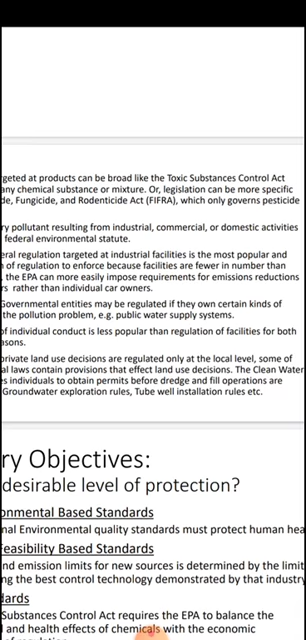 rgeted at products can be broad like the Toxic Substances Control Act
any chemical substance or mixture. Or, legislation can be more specific
de, Fungicide, and Rodenticide Act (FIFRA), which only governs pesticide
ry pollutant resulting from industrial, commercial, or domestic activities
federal environmental statute.
eral regulation targeted at industrial facilities is the most popular and
n of regulation to enforce because facilities are fewer in number than
, the EPA can more easily impose requirements for emissions reductions
rs rather than individual car owners.
Governmental entities may be regulated if they own certain kinds of
the pollution problem, e.g. public water supply systems.
of individual conduct is less popular than regulation of facilities for both
asons.
private land use decisions are regulated only at the local level, some of
al laws contain provisions that effect land use decisions. The Clean Water
es individuals to obtain permits before dredge and fill operations are
Groundwater exploration rules, Tube well installation rules etc.
ry Objectives:
desirable level of protection?
onmental Based Standards
nal Environmental quality standards must protect human hea
Feasibility Based Standards
nd emission limits for new sources is determined by the limit
ng the best control technology demonstrated by that industry
dards
Substances Control Act requires the EPA to balance the
l and health effects of chemicals with the economic